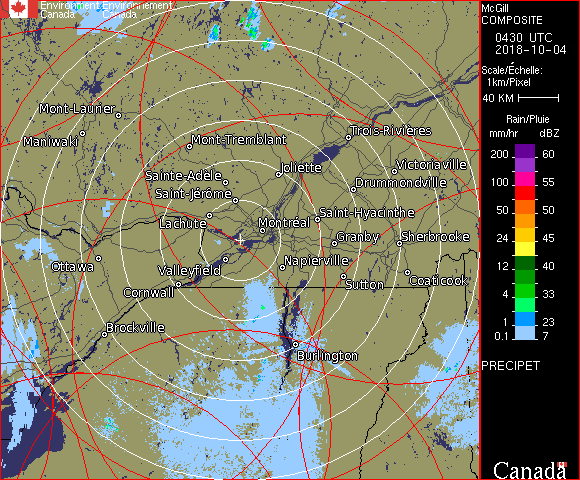 Environment Environnement
Canada Canada
McGill
COMPOSITE
0430 UTC
2018-10-04
Scale/Échelle:
1km/Pixel
40 KM
Rain/Pluie
mm/hr dBZ
200 60
100 55
50 50
24 45
12 40
4 33
1 23
0.1 7
PRECIPET
Canada
Mont-Laurier
Maniwaki
Mont-Tremblant
Trois-Rivières
Joliette
Victoriaville
Sainte-Adèle
Drummondville
Saint-Jérôme
Saint-Hyacinthe
Lachute
Montréal
Granby
Sherbrooke
Ottawa
Valleyfield
Napierville
Sutton
Coaticook
Cornwall
Brockville
Burlington